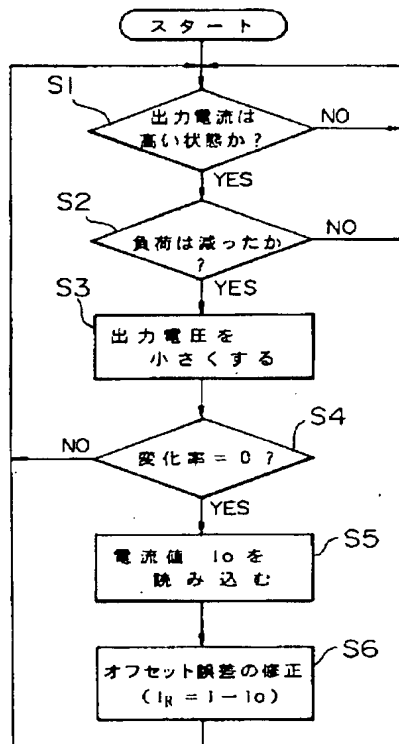 スタート
S1
出力電流は
高い状態か?
NO
YES
S2
負荷は減ったか
?
NO
YES
S3
出力電圧を
小さくする
S4
NO
変化率=0?
YES
S5
電流値 Ioを
読み込む
S6
オフセット誤差の修正
(IR=I-Io)